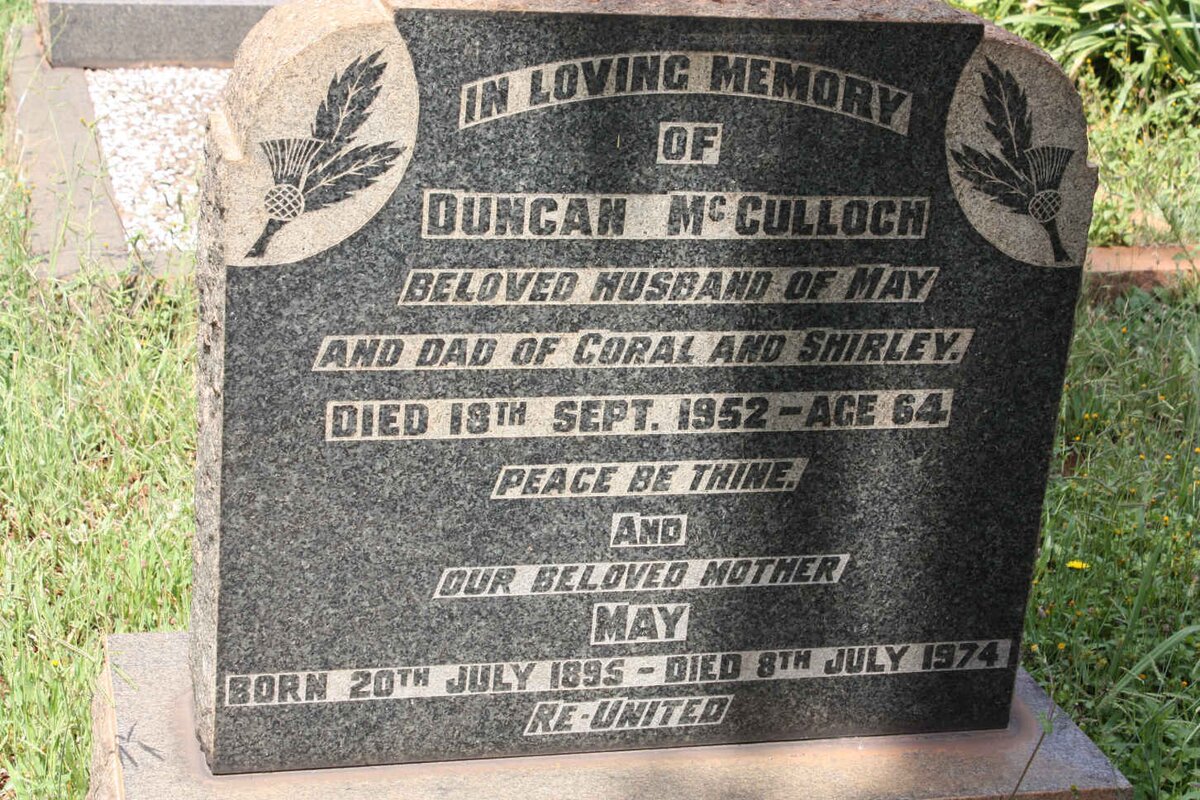 IN LOVING MEMORY
OF
DUNCAN McCULLOCH
BELOVED HUSBAND OF MAY
AND DAD OF CORAL AND SHIRLEY.
DIED 18TH SEPT. 1952 - AGE 64.
PEACE BE THINE.
AND
OUR BELOVED MOTHER
MAY
BORN 20TH JULY 1895 - DIED 8TH JULY 1974
RE-UNITED